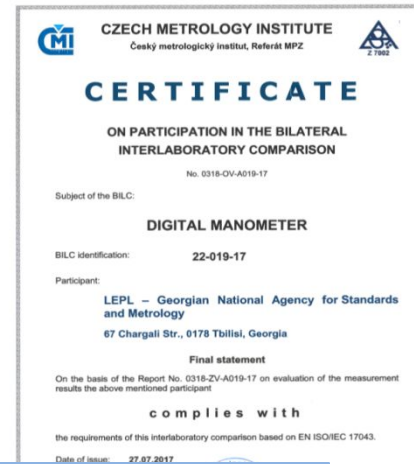 CZECH METROLOGY INSTITUTE
Český metrologický institut, Referát MPZ
CMI
Z 7002
CERTIFICATE
ON PARTICIPATION IN THE BILATERAL
INTERLABORATORY COMPARISON
No. 0318-OV-A019-17
Subject of the BILC:
DIGITAL MANOMETER
BILC identification: 22-019-17
Participant:
LEPL – Georgian National Agency for Standards
and Metrology
67 Chargali Str., 0178 Tbilisi, Georgia
Final statement
On the basis of the Report No. 0318-ZV-A019-17 on evaluation of the measurement
results the above mentioned participant
complies with
the requirements of this interlaboratory comparison based on EN ISO/IEC 17043.
Date of issue: 27.07.2017